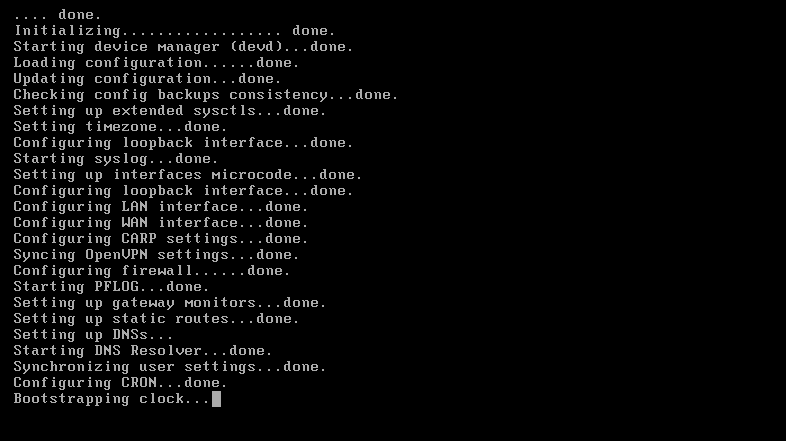 .... done.
Initializing.................. done.
Starting device manager (devd)...done.
Loading configuration......done.
Updating configuration...done.
Checking config backups consistency...done.
Setting up extended sysctls...done.
Setting timezone...done.
Configuring loopback interface...done.
Starting syslog...done.
Setting up interfaces microcode...done.
Configuring loopback interface...done.
Configuring LAN interface...done.
Configuring WAN interface...done.
Configuring CARP settings...done.
Syncing OpenVPN settings...done.
Configuring firewall......done.
Starting PFLOG...done.
Setting up gateway monitors...done.
Setting up static routes...done.
Setting up DNSs...
Starting DNS Resolver...done.
Synchronizing user settings...done.
Configuring CRON...done.
Bootstrapping clock...